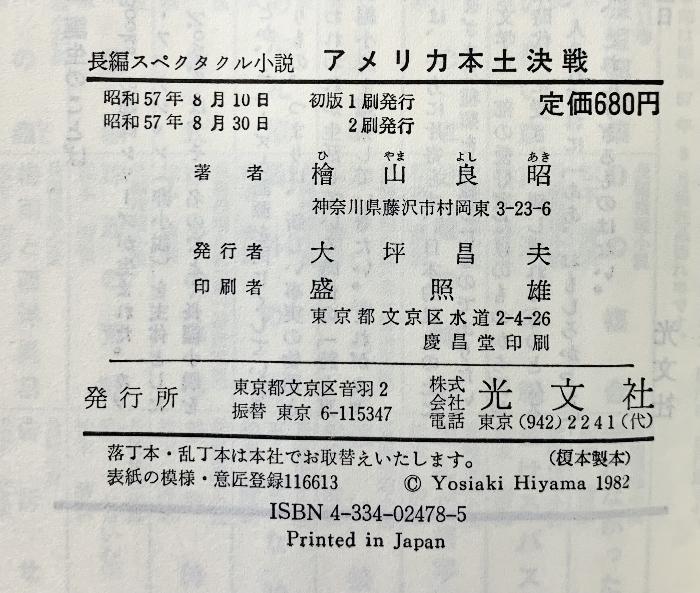 長編スペクタクル小説 アメリカ本土決戦
昭和57年 8月10日 初版1刷発行 定価680円
昭和57年 8月30日 2刷発行
ひ やま よし あき
著者 檜山良昭
神奈川県藤沢市村岡東3-23-6
発行者 大坪昌夫
印刷者 盛照雄
東京都文京区水道2-4-26
慶昌堂印刷
発行所 東京都文京区音羽2 株式会社 光文社
振替 東京 6-115347 電話 東京(942)2241(代)
落丁本・乱丁本は本社でお取替えいたします。 (榎本製本)
表紙の模様・意匠登録116613 © Yosiaki Hiyama 1982
ISBN 4-334-02478-5
Printed in Japan